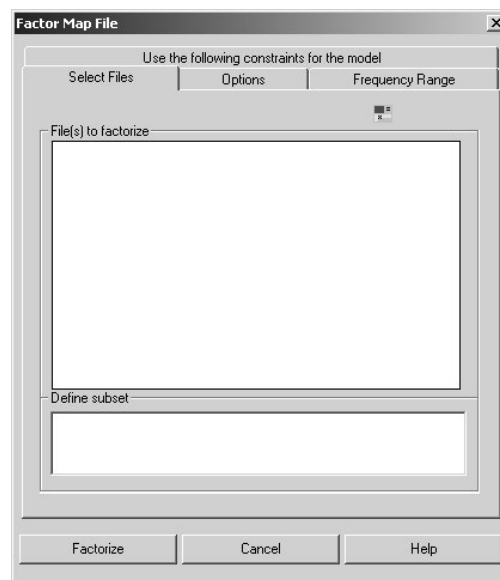 Factor Map File
Use the following constraints for the model
Select Files
Options
Frequency Range
File(s) to factorize
Define subset
Factorize
Cancel
Help